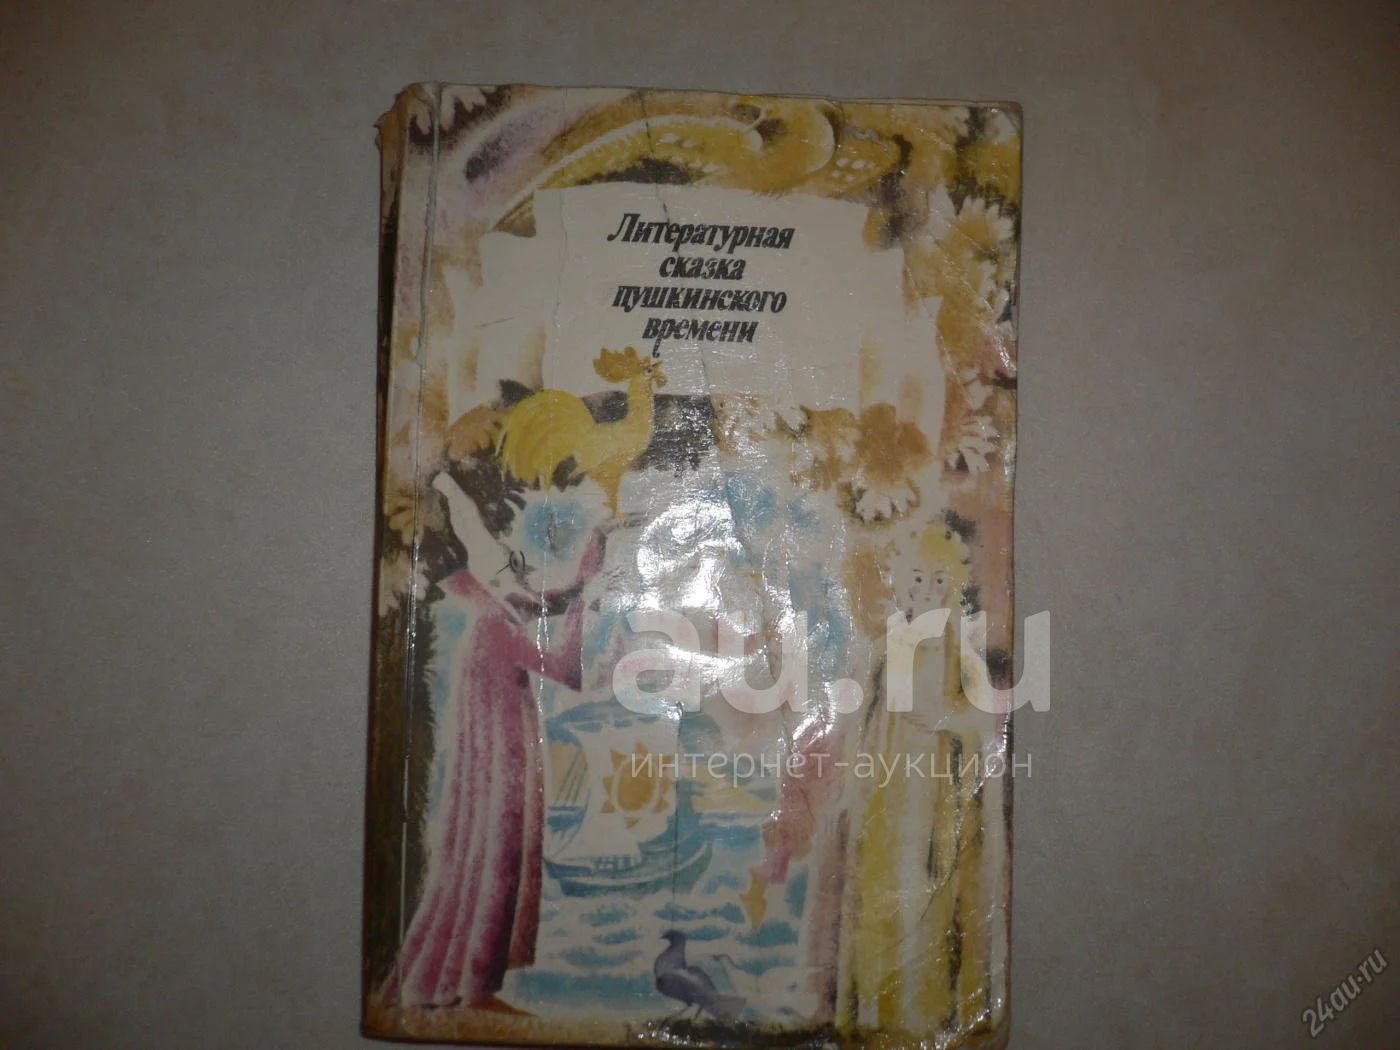 Литературная
сказка
пушкинского
времени
au.ru
интернет-аукцион
24au.ru